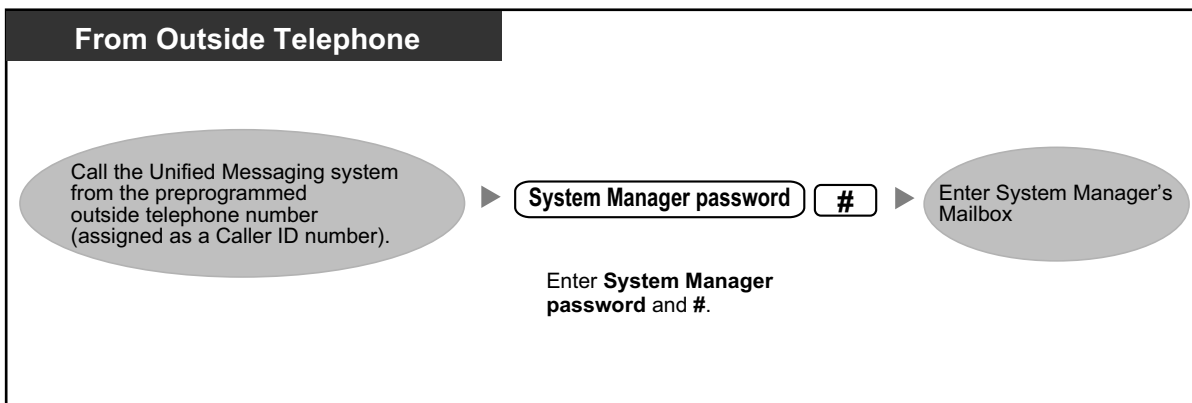 From Outside Telephone
Call the Unified Messaging system
from the preprogrammed
outside telephone number
(assigned as a Caller ID number).
System Manager password #
Enter System Manager
password and #.
Enter System Manager's
Mailbox